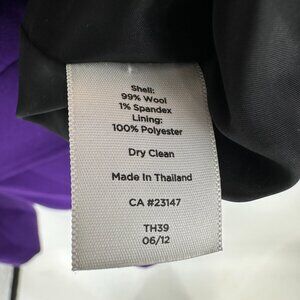 Shell:
99% Wool
1% Spandex
Lining:
100% Polyester
Dry Clean
Made In Thailand
CA #23147
TH39
06/12